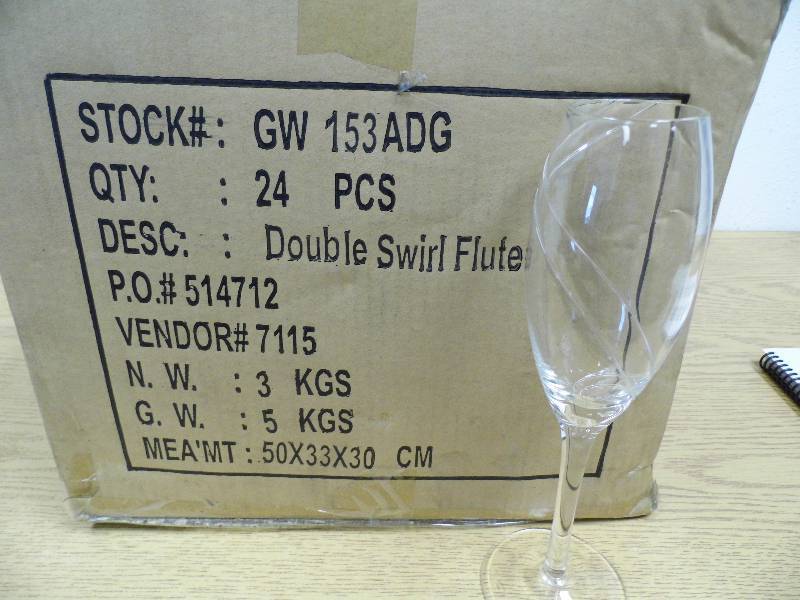 STOCK#: GW 153ADG
QTY: : 24 PCS
DESC: : Double Swirl Flute
P.O.# 514712
VENDOR# 7115
N. W. : 3 KGS
G. W. : 5 KGS
MEA'MT : 50X33X30 CM